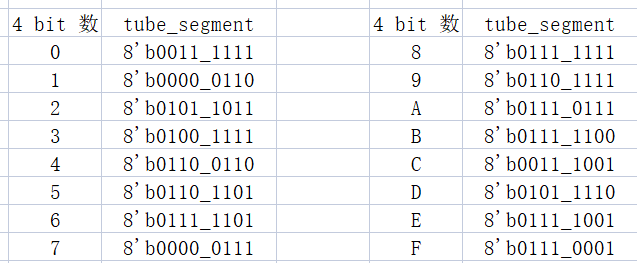 4 bit 数 tube_segment 4 bit 数 tube_segment
0 8'b0011_1111 8 8'b0111_1111
1 8'b0000_0110 9 8'b0110_1111
2 8'b0101_1011 A 8'b0111_0111
3 8'b0100_1111 B 8'b0111_1100
4 8'b0110_0110 C 8'b0011_1001
5 8'b0110_1101 D 8'b0101_1110
6 8'b0111_1101 E 8'b0111_1001
7 8'b0000_0111 F 8'b0111_0001